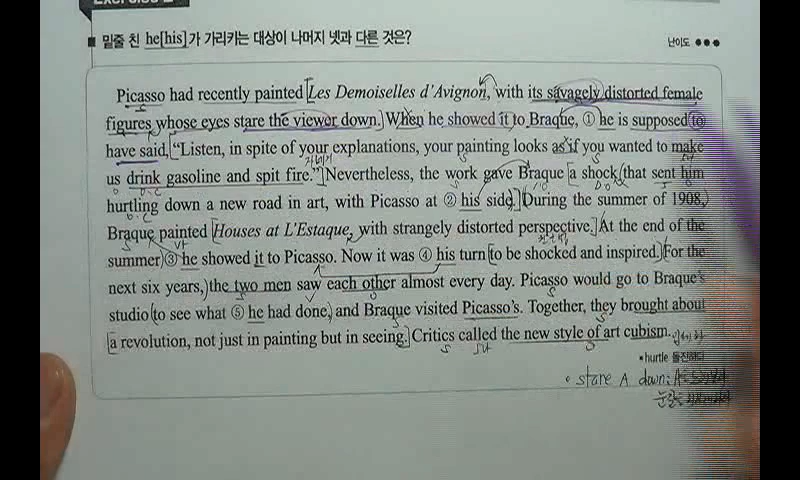 ■ 밑줄 친 he[his]가 가리키는 대상이 나머지 넷과 다른 것은?
난이도 ●●●
Picasso had recently painted Les Demoiselles d'Avignon, with its savagely distorted female
figures whose eyes stare the viewer down. When he showed it to Braque, ① he is supposed to
have said, "Listen, in spite of your explanations, your painting looks as if you wanted to make
us drink gasoline and spit fire." Nevertheless, the work gave Braque a shock that sent him
hurtling down a new road in art, with Picasso at ② his side. During the summer of 1908,
Braque painted Houses at L'Estaque, with strangely distorted perspective. At the end of the
summer ③ he showed it to Picasso. Now it was ④ his turn to be shocked and inspired. For the
next six years, the two men saw each other almost every day. Picasso would go to Braque's
studio to see what ⑤ he had done, and Braque visited Picasso's. Together, they brought about
a revolution, not just in painting but in seeing. Critics called the new style of art cubism.
*hurtle 돌진하다
stare A down: